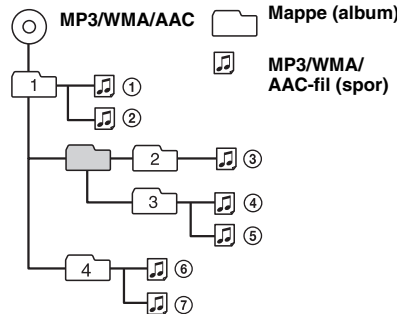 MP3/WMA/AAC
Mappe (album)
MP3/WMA/
AAC-fil (spor)
1
①
②
2
③
3
④
⑤
4
⑥
⑦